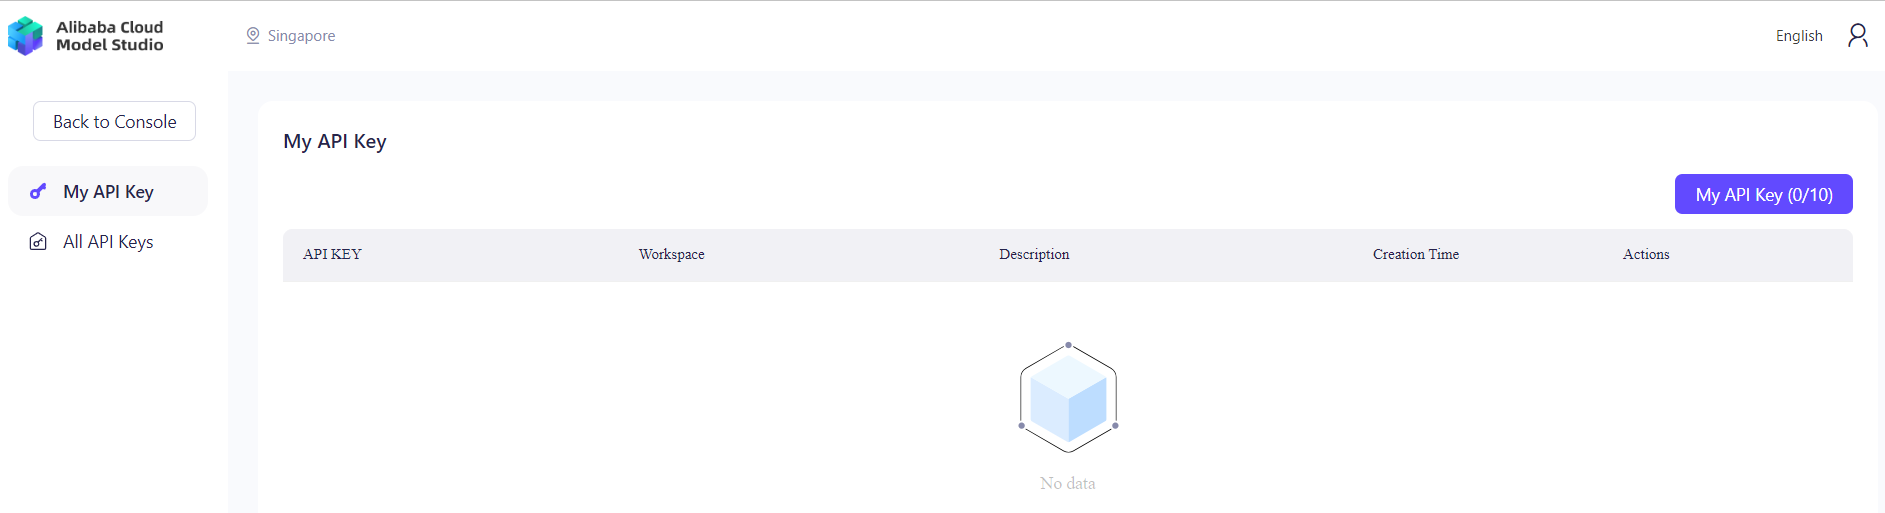 Alibaba Cloud
Model Studio
Singapore
English
Back to Console
My API Key
All API Keys
My API Key
My API Key (0/10)
API KEY Workspace Description Creation Time Actions
No data